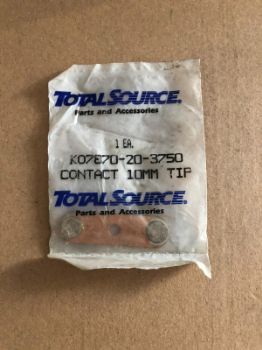 TOTALSOURCE.
Parts and Accessories
1 EA.
K07870-20-3750
CONTACT 10MM TIP
TOTALSOURCE.
Parts and Accessories